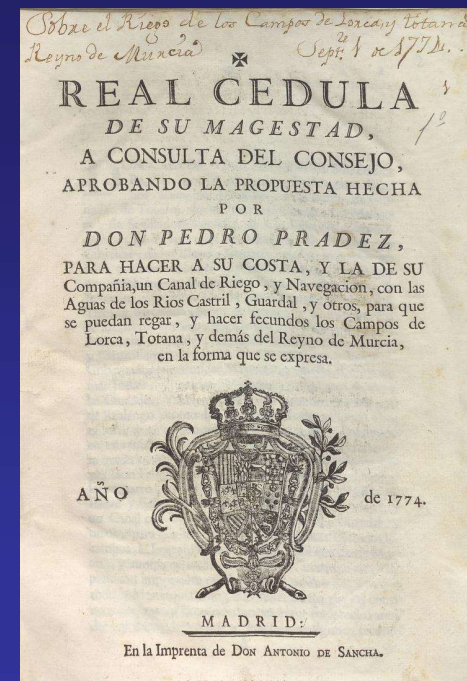 Sobre el Riego de los Campos de Lorca, y Totana
Reyno de Murcia Sept.e 1 de 1774.
1º
REAL CEDULA
DE SU MAGESTAD,
A CONSULTA DEL CONSEJO,
APROBANDO LA PROPUESTA HECHA
POR
DON PEDRO PRADEZ,
PARA HACER A SU COSTA, Y LA DE SU
Compañia, un Canal de Riego, y Navegacion, con las
Aguas de los Rios Castril, Guardal, y otros, para que
se puedan regar, y hacer fecundos los Campos de
Lorca, Totana, y demás del Reyno de Murcia,
en la forma que se expresa.
AÑO de 1774.
MADRID:
En la Imprenta de DON ANTONIO DE SANCHA.